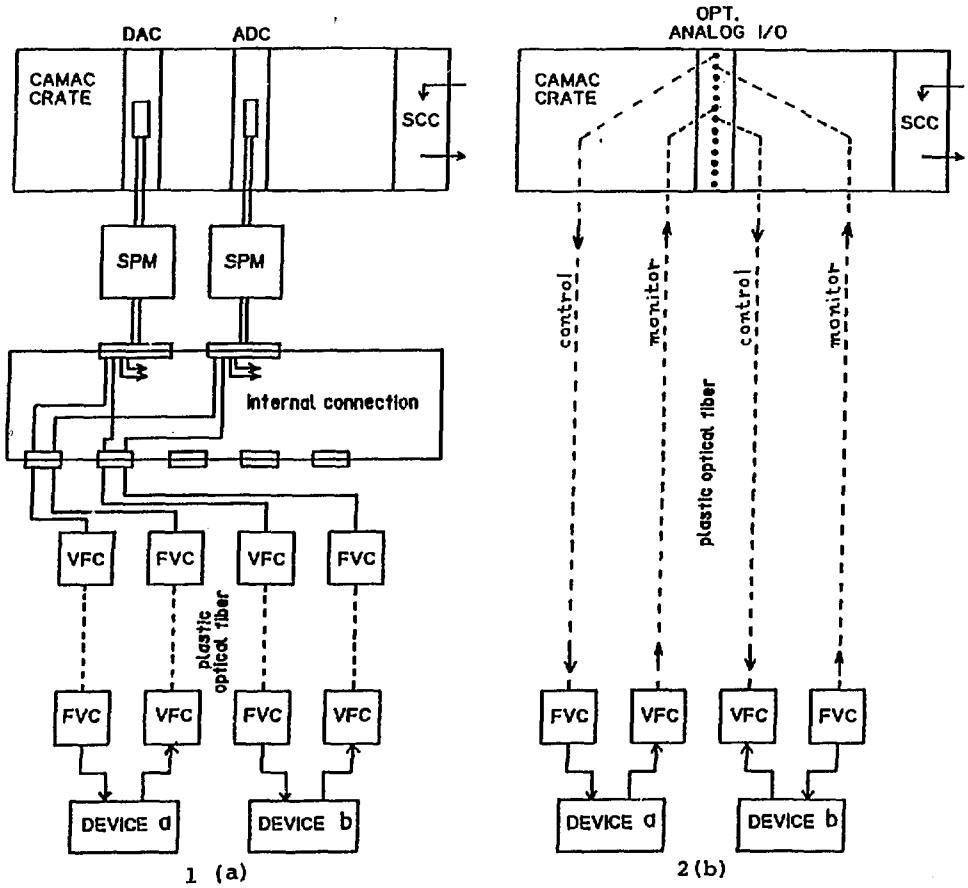 DAC
ADC
CAMAC
CRATE
SCC
SPM
SPM
internal connection
VFC
FVC
VFC
FVC
plastic
optical fiber
FVC
VFC
FVC
VFC
DEVICE a
DEVICE b
1 (a)
OPT.
ANALOG I/O
CAMAC
CRATE
SCC
control
monitor
control
monitor
plastic optical fiber
FVC
VFC
VFC
FVC
DEVICE a
DEVICE b
2(b)